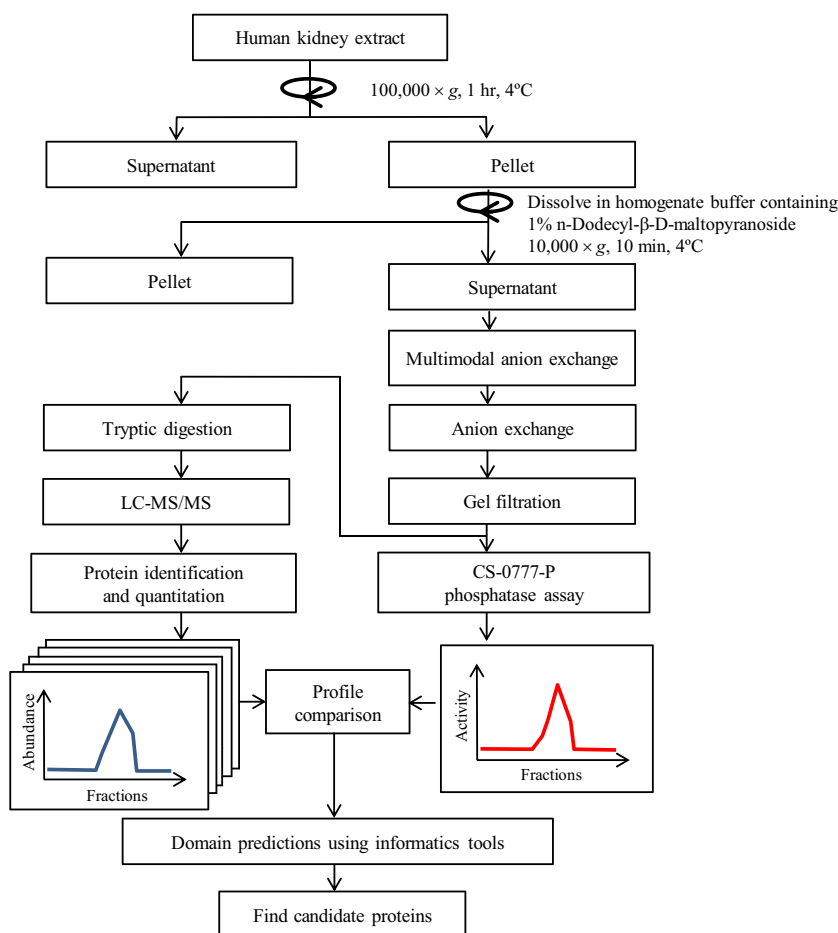 Human kidney extract
100,000 × g, 1 hr, 4ºC
Supernatant
Pellet
Dissolve in homogenate buffer containing
1% n-Dodecyl-β-D-maltopyranoside
10,000 × g, 10 min, 4ºC
Pellet
Supernatant
Multimodal anion exchange
Tryptic digestion
Anion exchange
LC-MS/MS
Gel filtration
Protein identification
and quantitation
CS-0777-P
phosphatase assay
Abundance
Fractions
Profile
comparison
Activity
Fractions
Domain predictions using informatics tools
Find candidate proteins